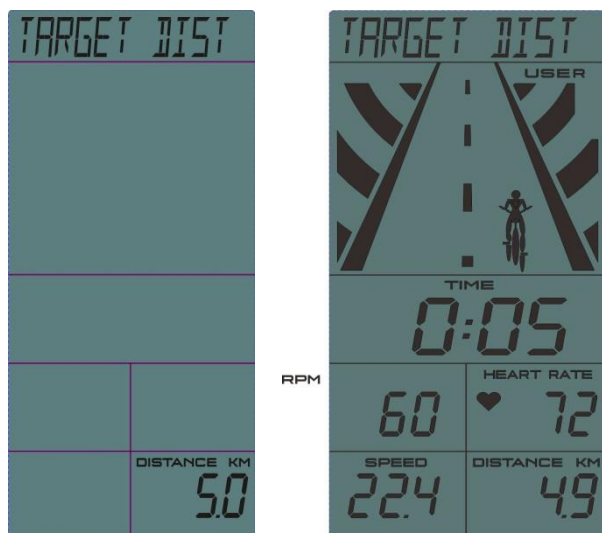 TARGET DIST
DISTANCE KM
5.0
TARGET DIST
USER
TIME
0:05
RPM
HEART RATE
60
72
SPEED
DISTANCE KM
22.4
4.9